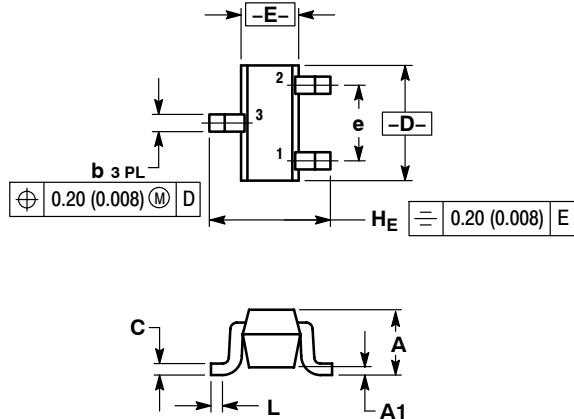 –E–
2
3
e
–D–
1
b 3 PL
⌖ 0.20 (0.008) Ⓜ D
HE
⌯ 0.20 (0.008) E
C
A
L
A1